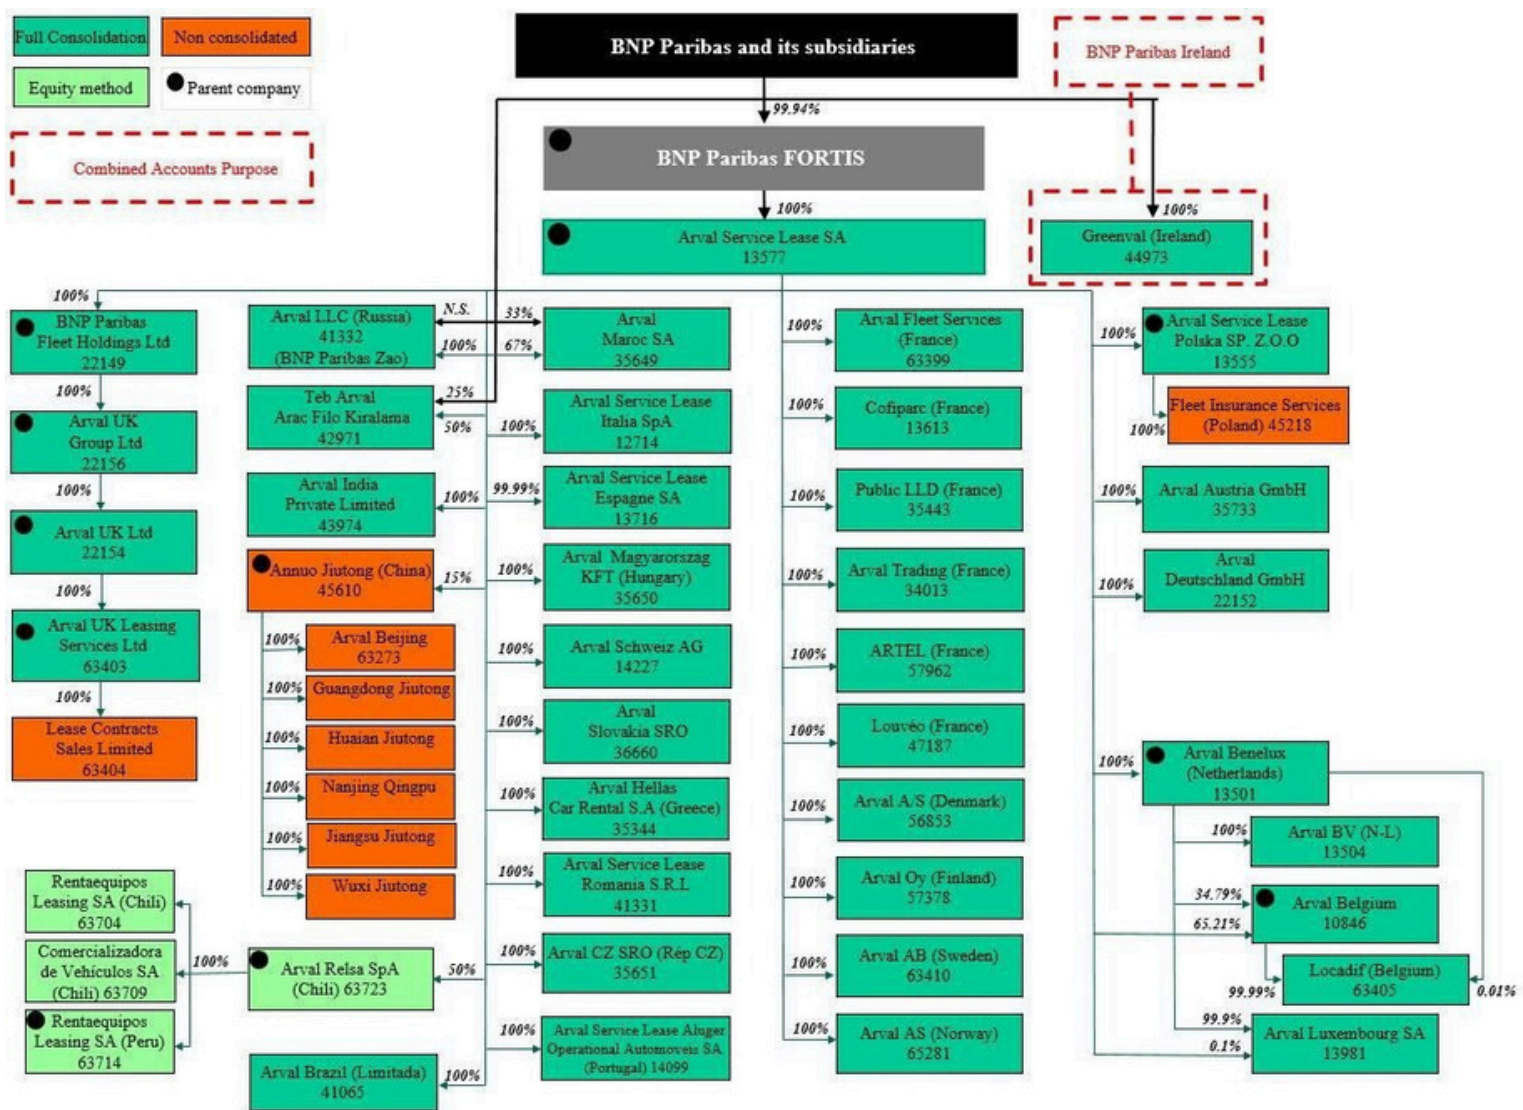 Full Consolidation
Non consolidated
Equity method
Parent company
Combined Accounts Purpose
BNP Paribas and its subsidiaries
BNP Paribas Ireland
99.94%
BNP Paribas FORTIS
100%
100%
Arval Service Lease SA
13577
Greenval (Ireland)
44973
100%
BNP Paribas
Fleet Holdings Ltd
22149
100%
Arval UK
Group Ltd
22156
100%
Arval UK Ltd
22154
100%
Arval UK Leasing
Services Ltd
63403
100%
Lease Contracts
Sales Limited
63404
Rentaequipos
Leasing SA (Chili)
63704
Comercializadora
de Vehículos SA
(Chili) 63709
Rentaequipos
Leasing SA (Peru)
63714
100%
Arval LLC (Russia)
41332
(BNP Paribas Zao)
N.S.
100%
Teb Arval
Arac Filo Kiralama
42971
25%
50%
Arval India
Private Limited
43974
100%
Annuo Jiutong (China)
45610
15%
100%
Arval Beijing
63273
100%
Guangdong Jiutong
100%
Huaian Jiutong
100%
Nanjing Qingpu
100%
Jiangsu Jiutong
100%
Wuxi Jiutong
Arval Relsa SpA
(Chili) 63723
50%
Arval Brazil (Limitada)
41065
100%
33%
67%
Arval
Maroc SA
35649
100%
Arval Service Lease
Italia SpA
12714
99.99%
Arval Service Lease
Espagne SA
13716
100%
Arval Magyarorszag
KFT (Hungary)
35650
100%
Arval Schweiz AG
14227
100%
Arval
Slovakia SRO
36660
100%
Arval Hellas
Car Rental S.A (Greece)
35344
100%
Arval Service Lease
Romania S.R.L
41331
100%
Arval CZ SRO (Rép CZ)
35651
100%
Arval Service Lease Aluger
Operational Automoveis SA
(Portugal) 14099
100%
Arval Fleet Services
(France)
63399
100%
Cofiparc (France)
13613
100%
Public LLD (France)
35443
100%
Arval Trading (France)
34013
100%
ARTEL (France)
57962
100%
Louvéo (France)
47187
100%
Arval A/S (Denmark)
56853
100%
Arval Oy (Finland)
57378
100%
Arval AB (Sweden)
63410
100%
Arval AS (Norway)
65281
100%
Arval Service Lease
Polska SP. Z.O.O
13555
100%
Fleet Insurance Services
(Poland) 45218
100%
Arval Austria GmbH
35733
100%
Arval
Deutschland GmbH
22152
100%
Arval Benelux
(Netherlands)
13501
100%
Arval BV (N-L)
13504
34.79%
65.21%
Arval Belgium
10846
99.99%
Locadif (Belgium)
63405
0.01%
99.9%
0.1%
Arval Luxembourg SA
13981